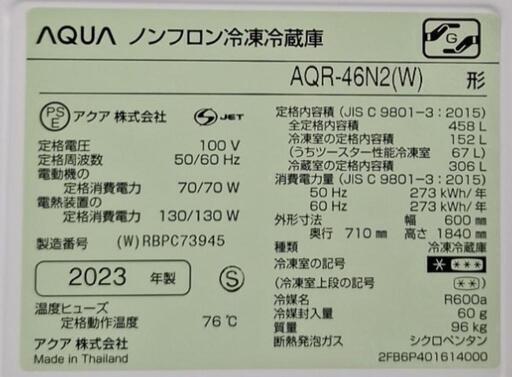 AQUA ノンフロン冷凍冷蔵庫
G
AQR-46N2(W) 形
PSE アクア 株式会社 S JET
定格電圧 100 V
定格周波数 50/60 Hz
電動機の
定格消費電力 70/70 W
電熱装置の
定格消費電力 130/130 W
製造番号 (W)RBPC73945
2023 年製 S
温度ヒューズ
定格動作温度 76℃
アクア 株式会社
Made in Thailand
定格内容積 (JIS C 9801-3:2015)
全定格内容積 458 L
冷凍室の定格内容積 152 L
(うちツースター性能冷凍室 67 L)
冷蔵室の定格内容積 306 L
消費電力量 (JIS C 9801-3:2015)
50 Hz 273 kWh/年
60 Hz 273 kWh/年
外形寸法 幅 600 mm
奥行 710 mm 高さ 1840 mm
種類 冷凍冷蔵庫
冷凍室の記号 ****
(冷凍室上段の記号 (**))
冷媒名 R600a
冷媒封入量 60 g
質量 96 kg
断熱発泡ガス シクロペンタン
2FB6P401614000